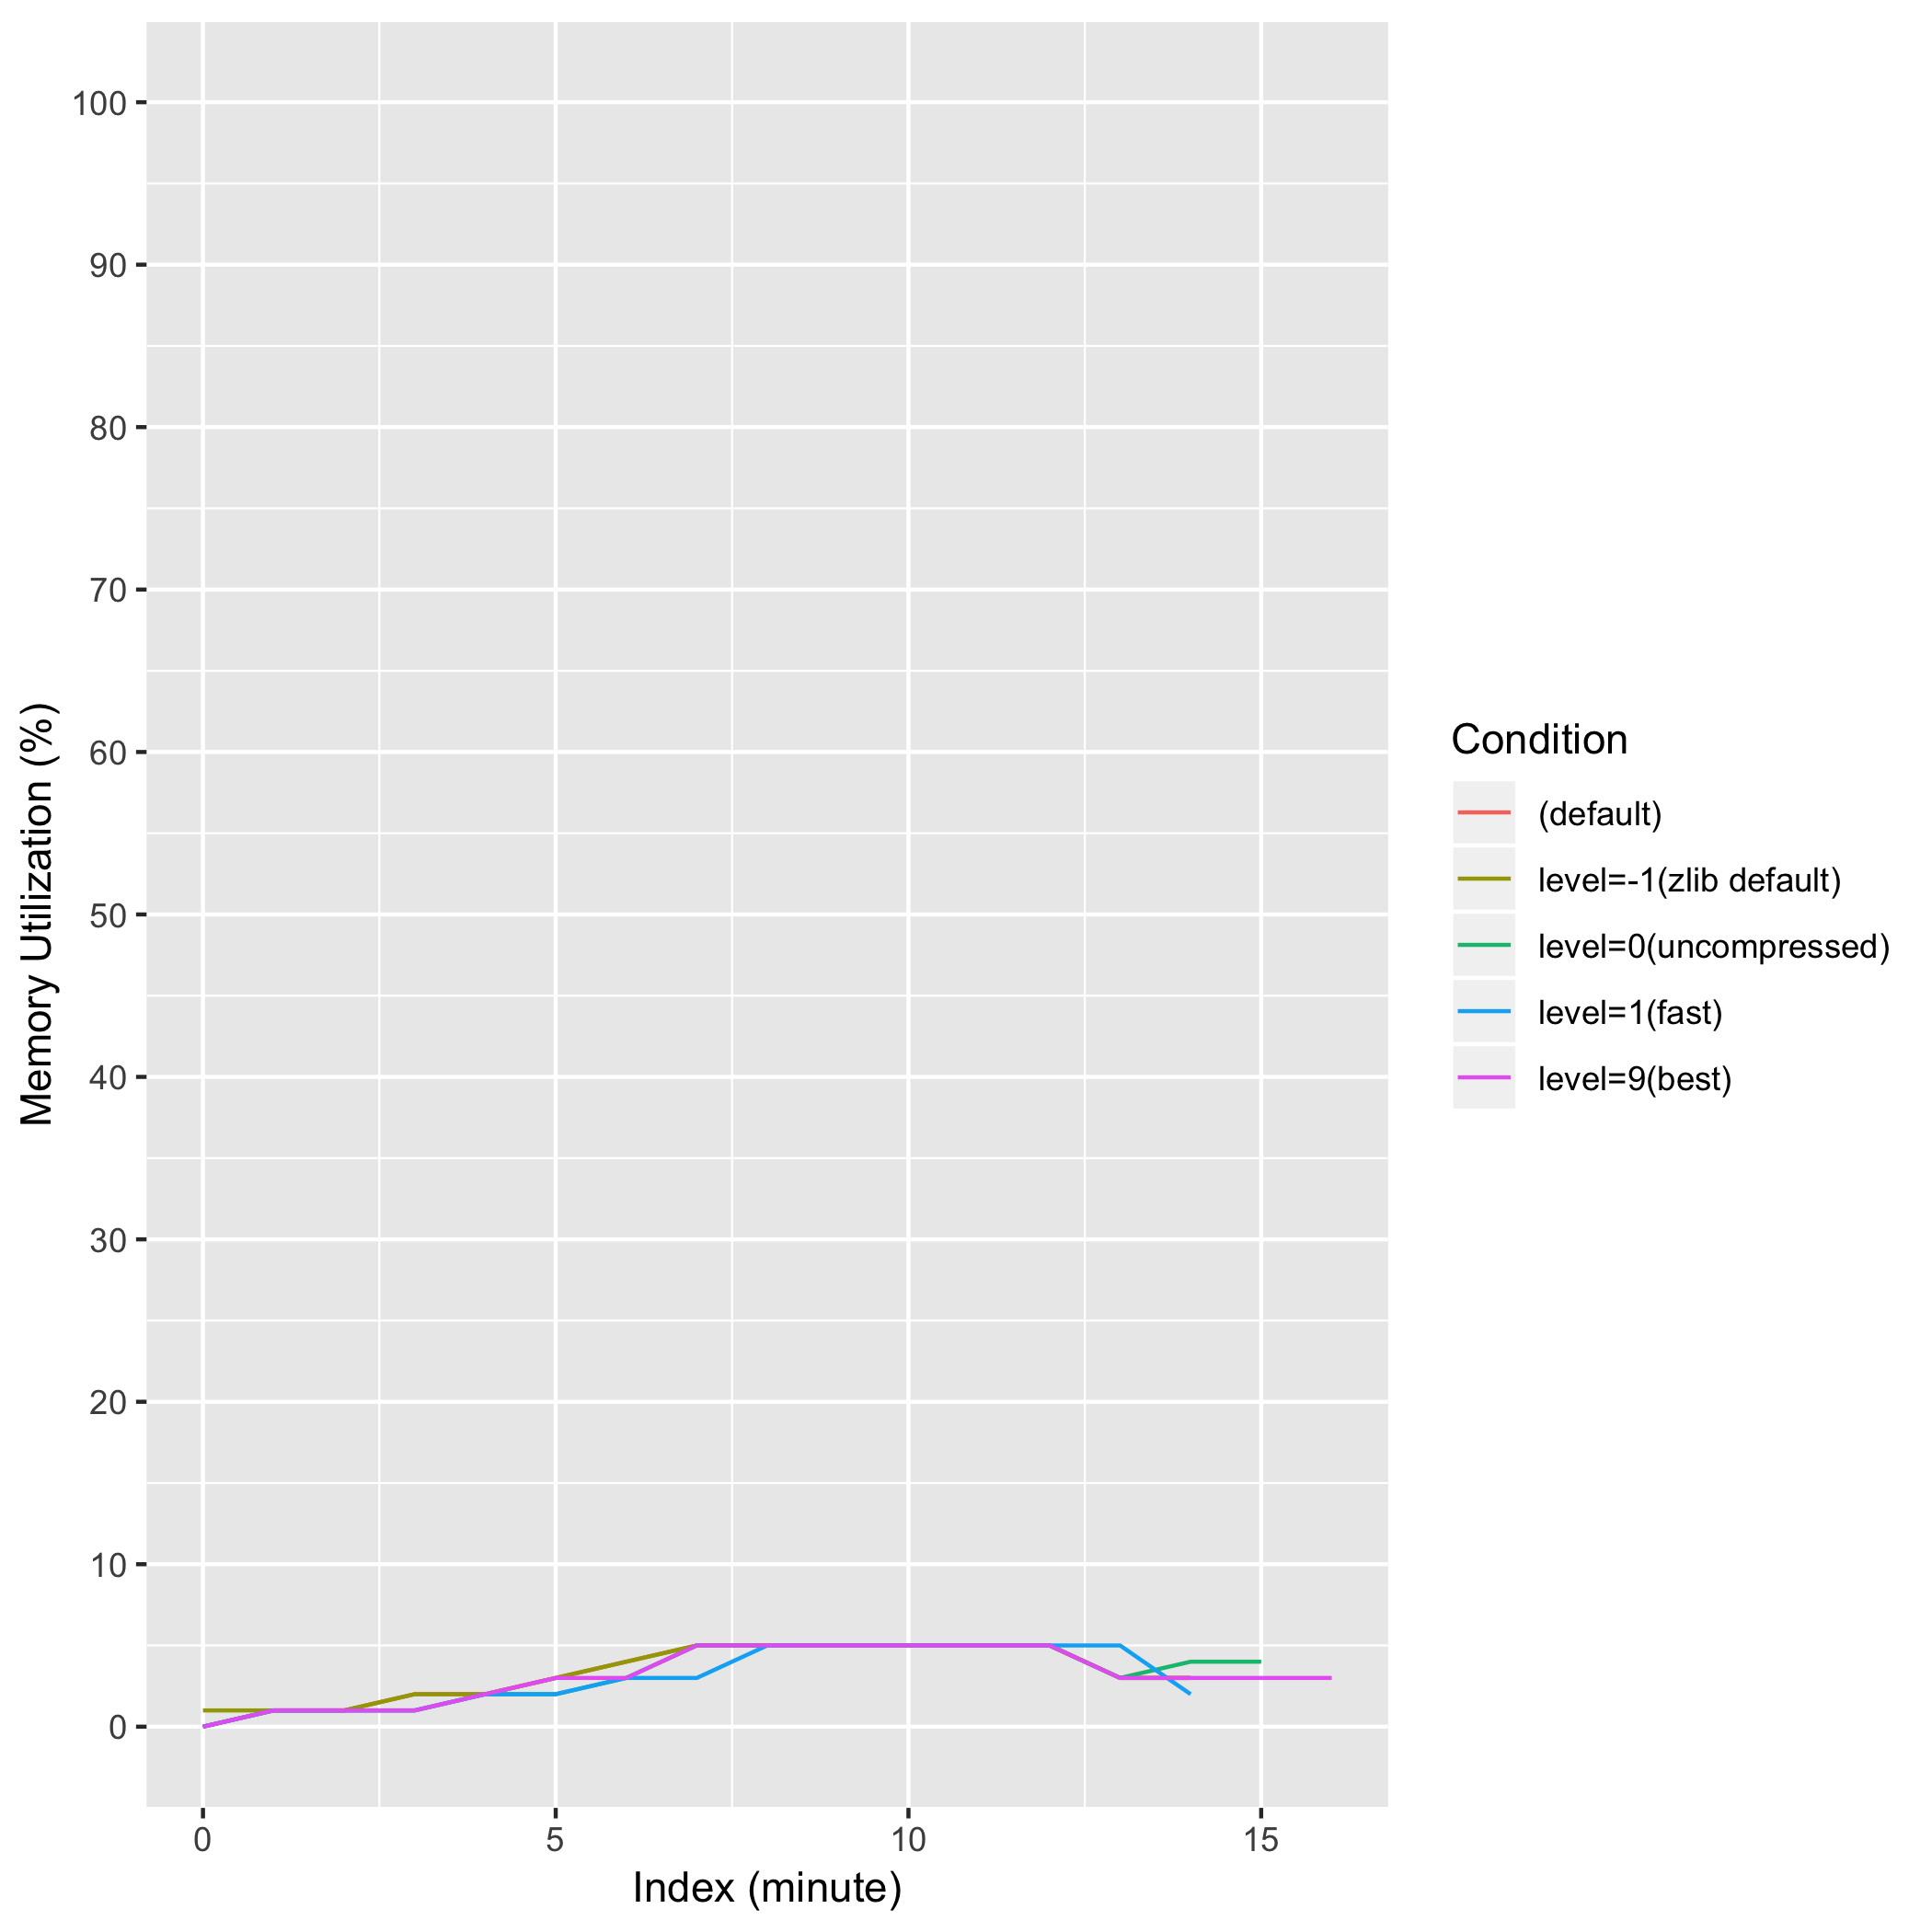 Memory Utilization (%)
100
90
80
70
60
50
40
30
20
10
0
0 5 10 15
Index (minute)
Condition
(default)
level=-1(zlib default)
level=0(uncompressed)
level=1(fast)
level=9(best)